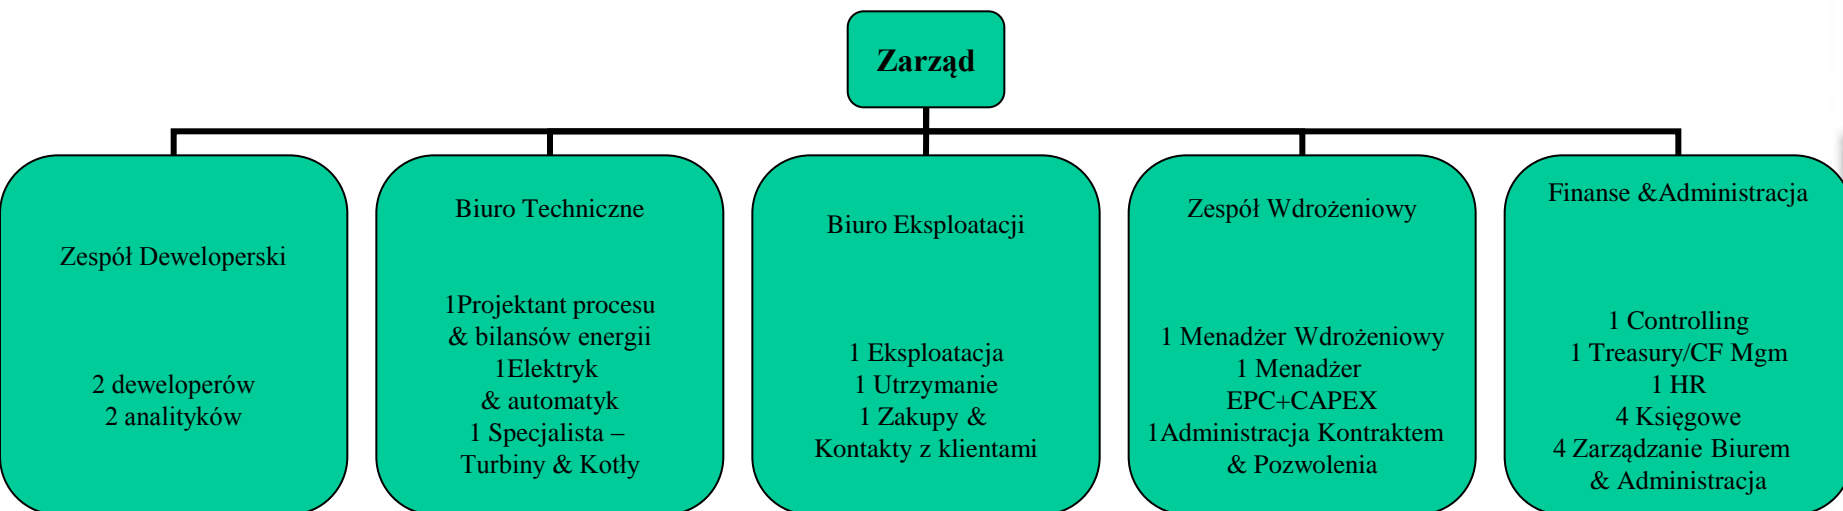 Zarząd
Zespół Deweloperski
2 deweloperów
2 analityków
Biuro Techniczne
1Projektant procesu
& bilansów energii
1Elektryk
& automatyk
1 Specjalista –
Turbiny & Kotły
Biuro Eksploatacji
1 Eksploatacja
1 Utrzymanie
1 Zakupy &
Kontakty z klientami
Zespół Wdrożeniowy
1 Menadżer Wdrożeniowy
1 Menadżer
EPC+CAPEX
1Administracja Kontraktem
& Pozwolenia
Finanse &Administracja
1 Controlling
1 Treasury/CF Mgm
1 HR
4 Księgowe
4 Zarządzanie Biurem
& Administracja